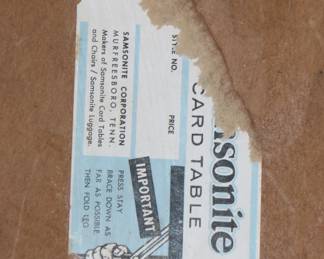 STYLE NO.
PRICE
msonite
CARD TABLE
SAMSONITE CORPORATION
MURFREESBORO, TENN.
Makers of Samsonite Card Tables
and Chairs / Samsonite Luggage.
IMPORTANT
PRESS STAY
BRACE DOWN AS
FAR AS POSSIBLE
THEN FOLD LEG